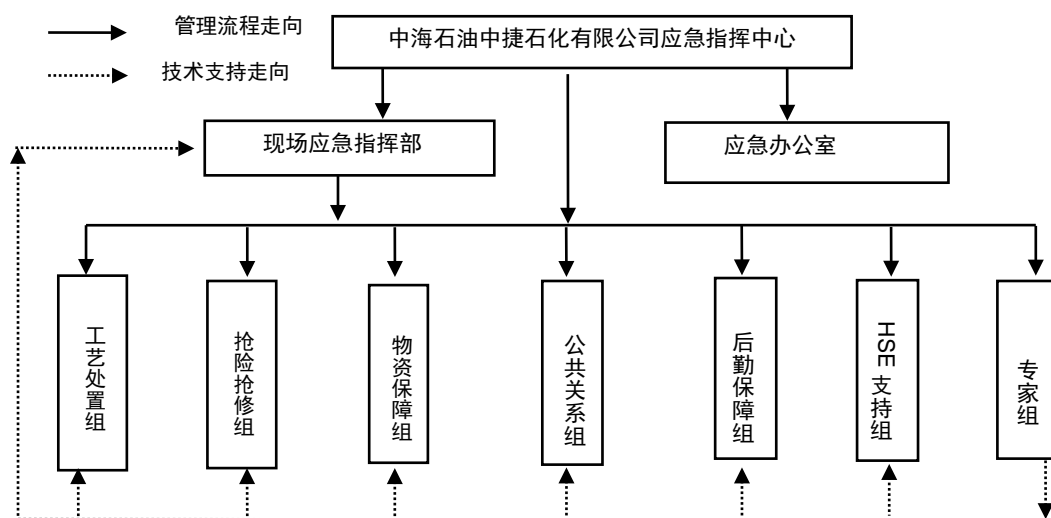 管理流程走向
中海石油中捷石化有限公司应急指挥中心
技术支持走向
现场应急指挥部
应急办公室
工艺处置组
抢险抢修组
物资保障组
公共关系组
后勤保障组
HSE支持组
专家组